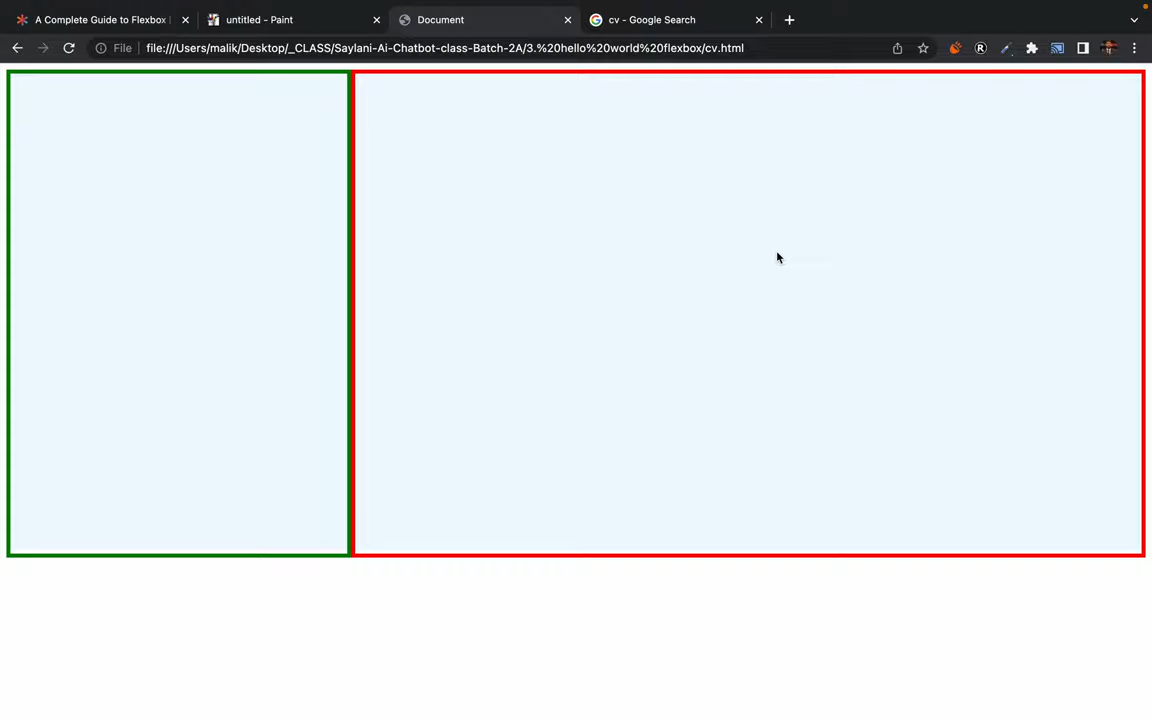 A Complete Guide to Flexbox
untitled - Paint
Document
cv - Google Search
File
file:///Users/malik/Desktop/_CLASS/Saylani-Ai-Chatbot-class-Batch-2A/3.%20hello%20world%20flexbox/cv.html